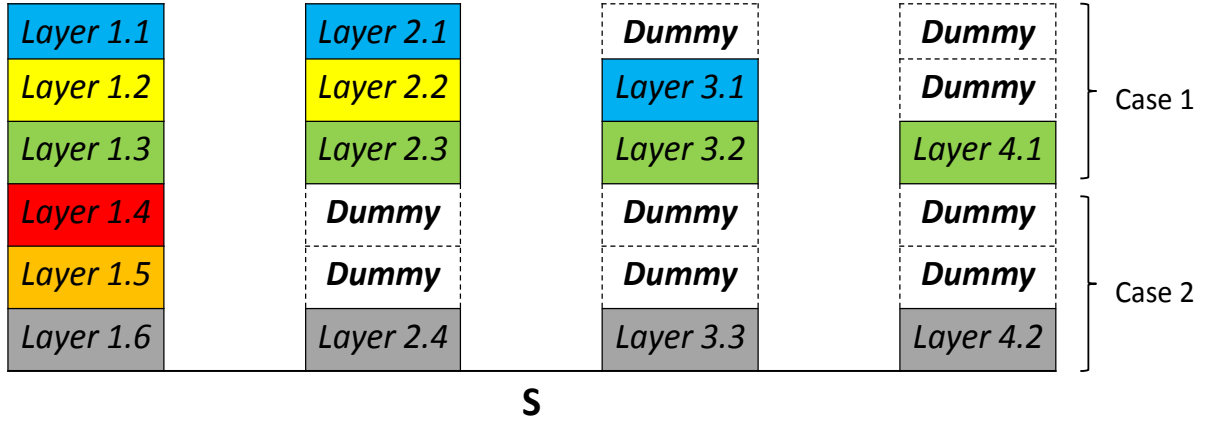 Layer 1.1 Layer 2.1 Dummy Dummy
Layer 1.2 Layer 2.2 Layer 3.1 Dummy
Case 1
Layer 1.3 Layer 2.3 Layer 3.2 Layer 4.1
Layer 1.4 Dummy Dummy Dummy
Layer 1.5 Dummy Dummy Dummy
Case 2
Layer 1.6 Layer 2.4 Layer 3.3 Layer 4.2
S